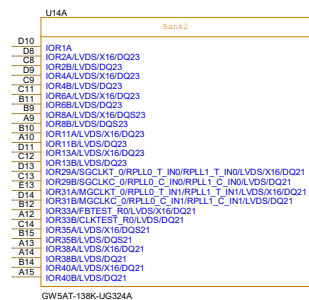 U14A
Bank2
D10 IOR1A
D8 IOR2A/LVDS/X16/DQ23
C8 IOR2B/LVDS/DQ23
D9 IOR4A/LVDS/X16/DQ23
C9 IOR4B/LVDS/DQ23
C11 IOR6A/LVDS/X16/DQ23
B11 IOR6B/LVDS/DQ23
B9 IOR8A/LVDS/X16/DQS23
A9 IOR8B/LVDS/DQS23
B10 IOR11A/LVDS/X16/DQ23
A10 IOR11B/LVDS/DQ23
D11 IOR13A/LVDS/X16/DQ23
C12 IOR13B/LVDS/DQ23
D13 IOR29A/SGCLKT_0/RPLL0_T_IN0/RPLL1_T_IN0/LVDS/X16/DQ21
C13 IOR29B/SGCLKC_0/RPLL0_C_IN0/RPLL1_C_IN0/LVDS/DQ21
E13 IOR31A/MGCLKT_0/RPLL0_T_IN1/RPLL1_T_IN1/LVDS/X16/DQ21
D14 IOR31B/MGCLKC_0/RPLL0_C_IN1/RPLL1_C_IN1/LVDS/DQ21
B12 IOR33A/FBTEST_R0/LVDS/X16/DQ21
A12 IOR33B/CLKTEST_R0/LVDS/DQ21
C14 IOR35A/LVDS/X16/DQS21
B15 IOR35B/LVDS/DQS21
A13 IOR38A/LVDS/X16/DQ21
A14 IOR38B/LVDS/DQ21
B14 IOR40A/LVDS/X16/DQ21
A15 IOR40B/LVDS/DQ21
GW5AT-138K-UG324A